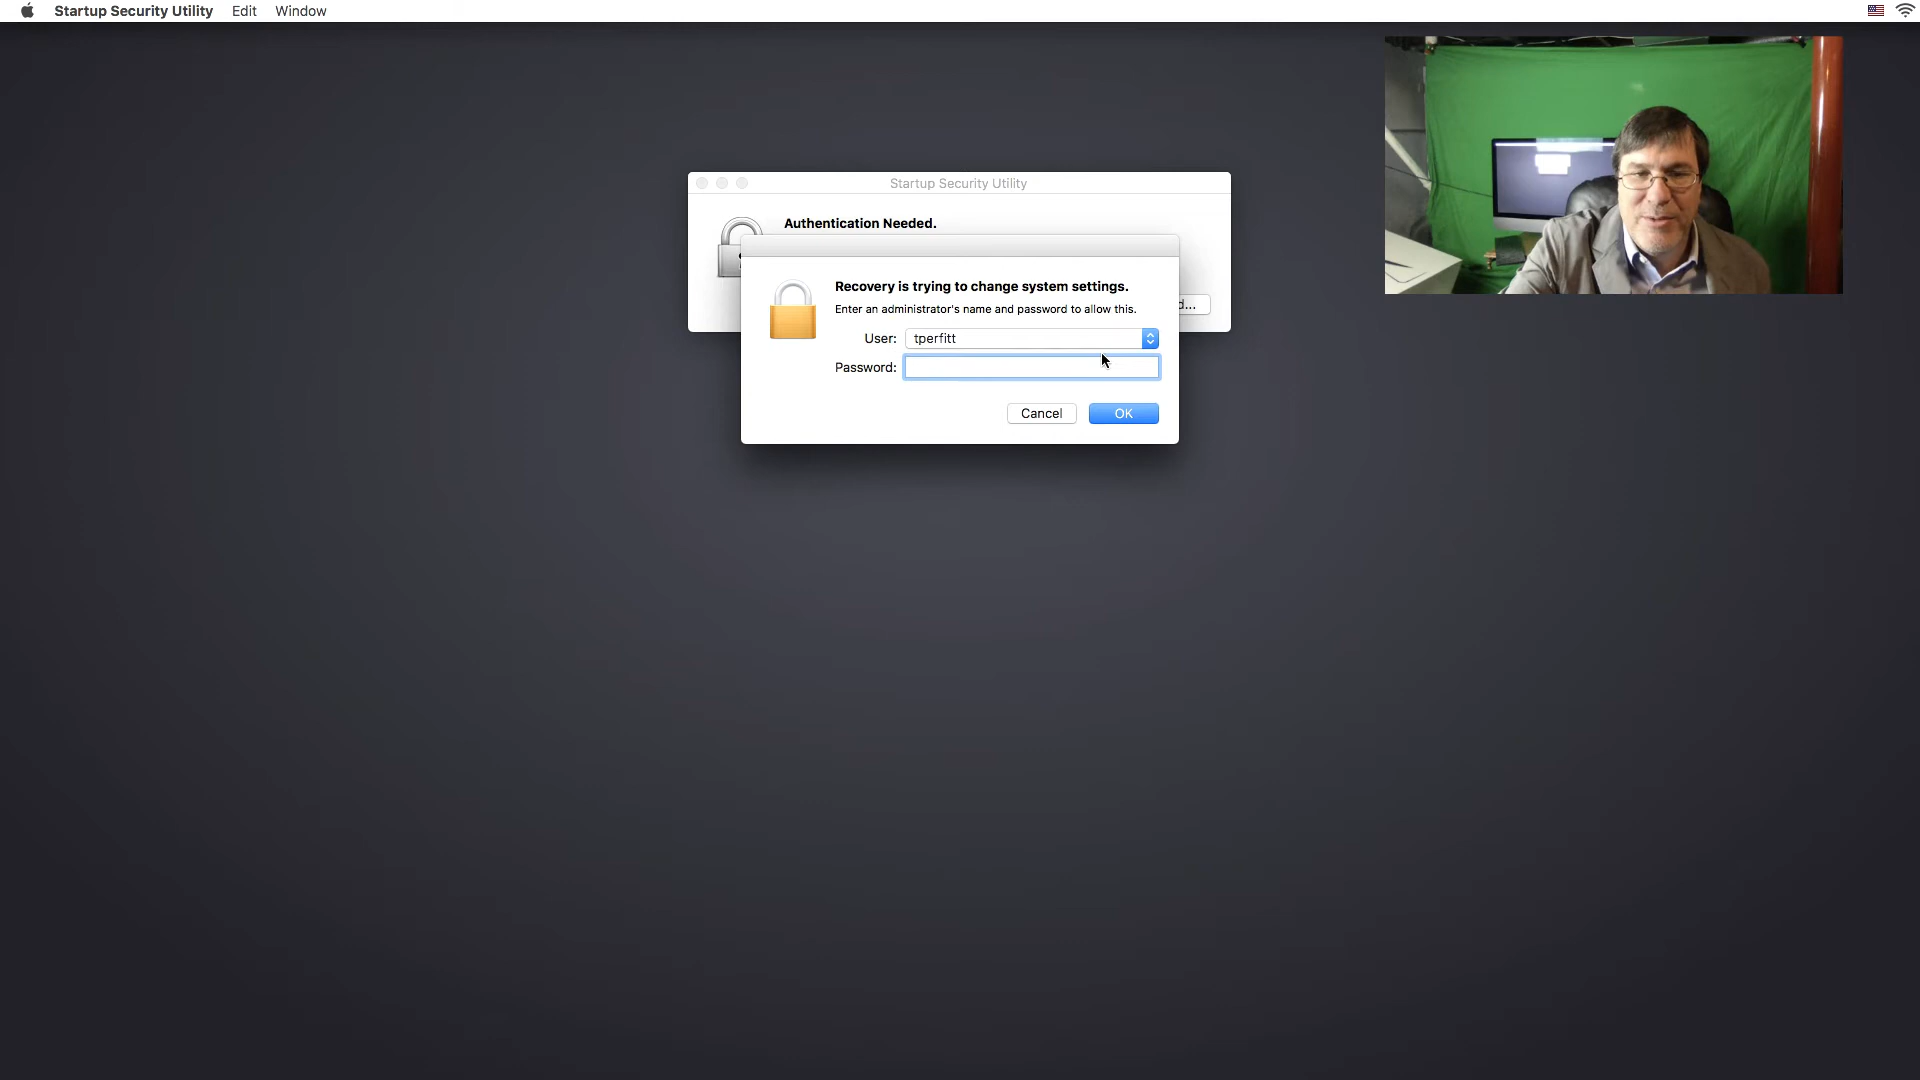 Startup Security Utility Edit Window
Startup Security Utility
Authentication Needed.
Recovery is trying to change system settings.
Enter an administrator's name and password to allow this.
d...
User: tperfitt
Password:
Cancel OK